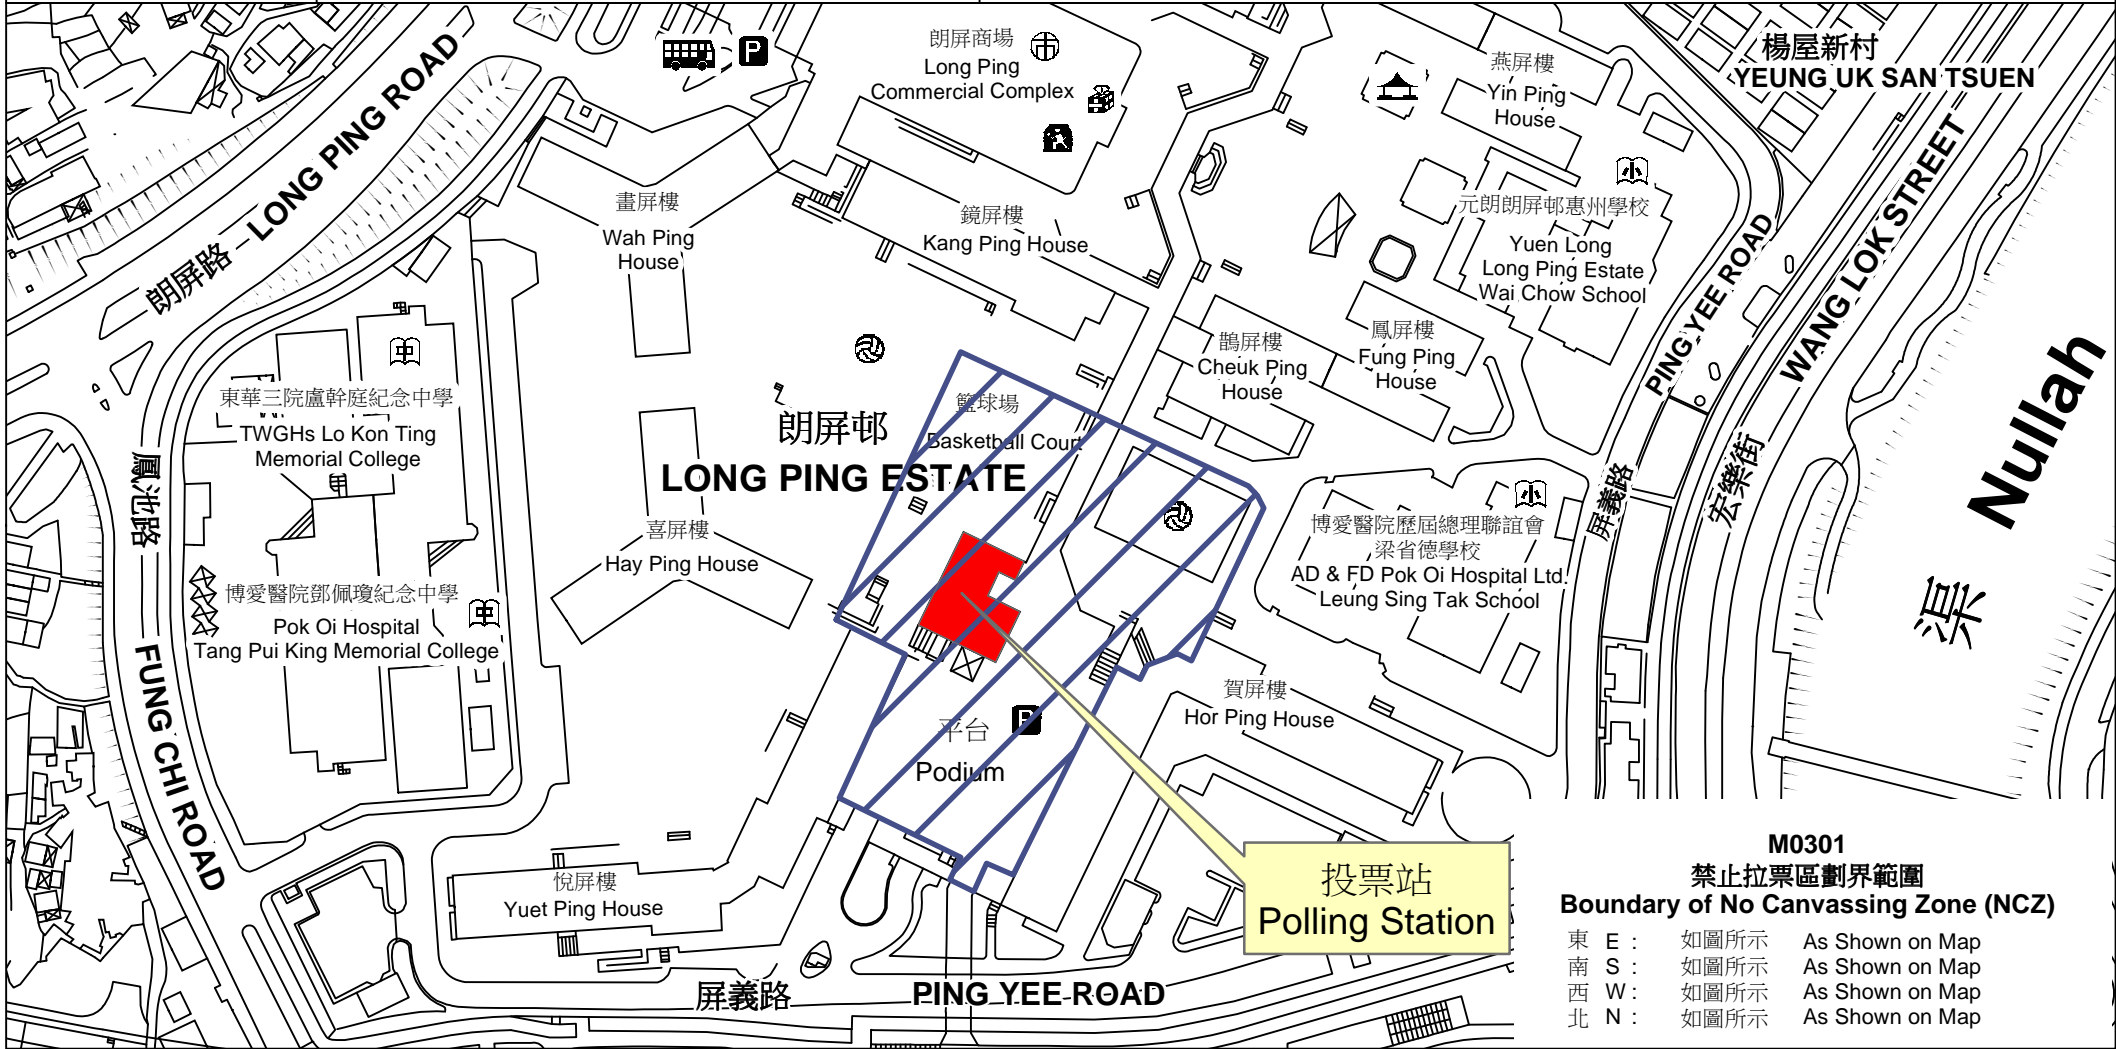 朗屏商場
Long Ping
Commercial Complex
P
燕屏樓
Yin Ping
House
楊屋新村
YEUNG UK SAN TSUEN
朗屏路
LONG PING ROAD
畫屏樓
Wah Ping
House
鏡屏樓
Kang Ping House
小
元朗朗屏邨惠州學校
Yuen Long
Long Ping Estate
Wai Chow School
PING YEE ROAD
WANG LOK STREET
鵲屏樓
Cheuk Ping
House
鳳屏樓
Fung Ping
House
中
東華三院盧幹庭紀念中學
TWGHs Lo Kon Ting
Memorial College
籃球場
Basketball Court
朗屏邨
LONG PING ESTATE
鳳池路
FUNG CHI ROAD
喜屏樓
Hay Ping House
小
博愛醫院歷屆總理聯誼會
梁省德學校
AD & FD Pok Oi Hospital Ltd.
Leung Sing Tak School
屏義路
宏樂街
Nullah
渠
博愛醫院鄧佩瓊紀念中學
中
Pok Oi Hospital
Tang Pui King Memorial College
賀屏樓
Hor Ping House
平台
P
Podium
悅屏樓
Yuet Ping House
投票站
Polling Station
屏義路
PING YEE ROAD
M0301
禁止拉票區劃界範圍
Boundary of No Canvassing Zone (NCZ)
東 E : 如圖所示 As Shown on Map
南 S : 如圖所示 As Shown on Map
西 W : 如圖所示 As Shown on Map
北 N : 如圖所示 As Shown on Map